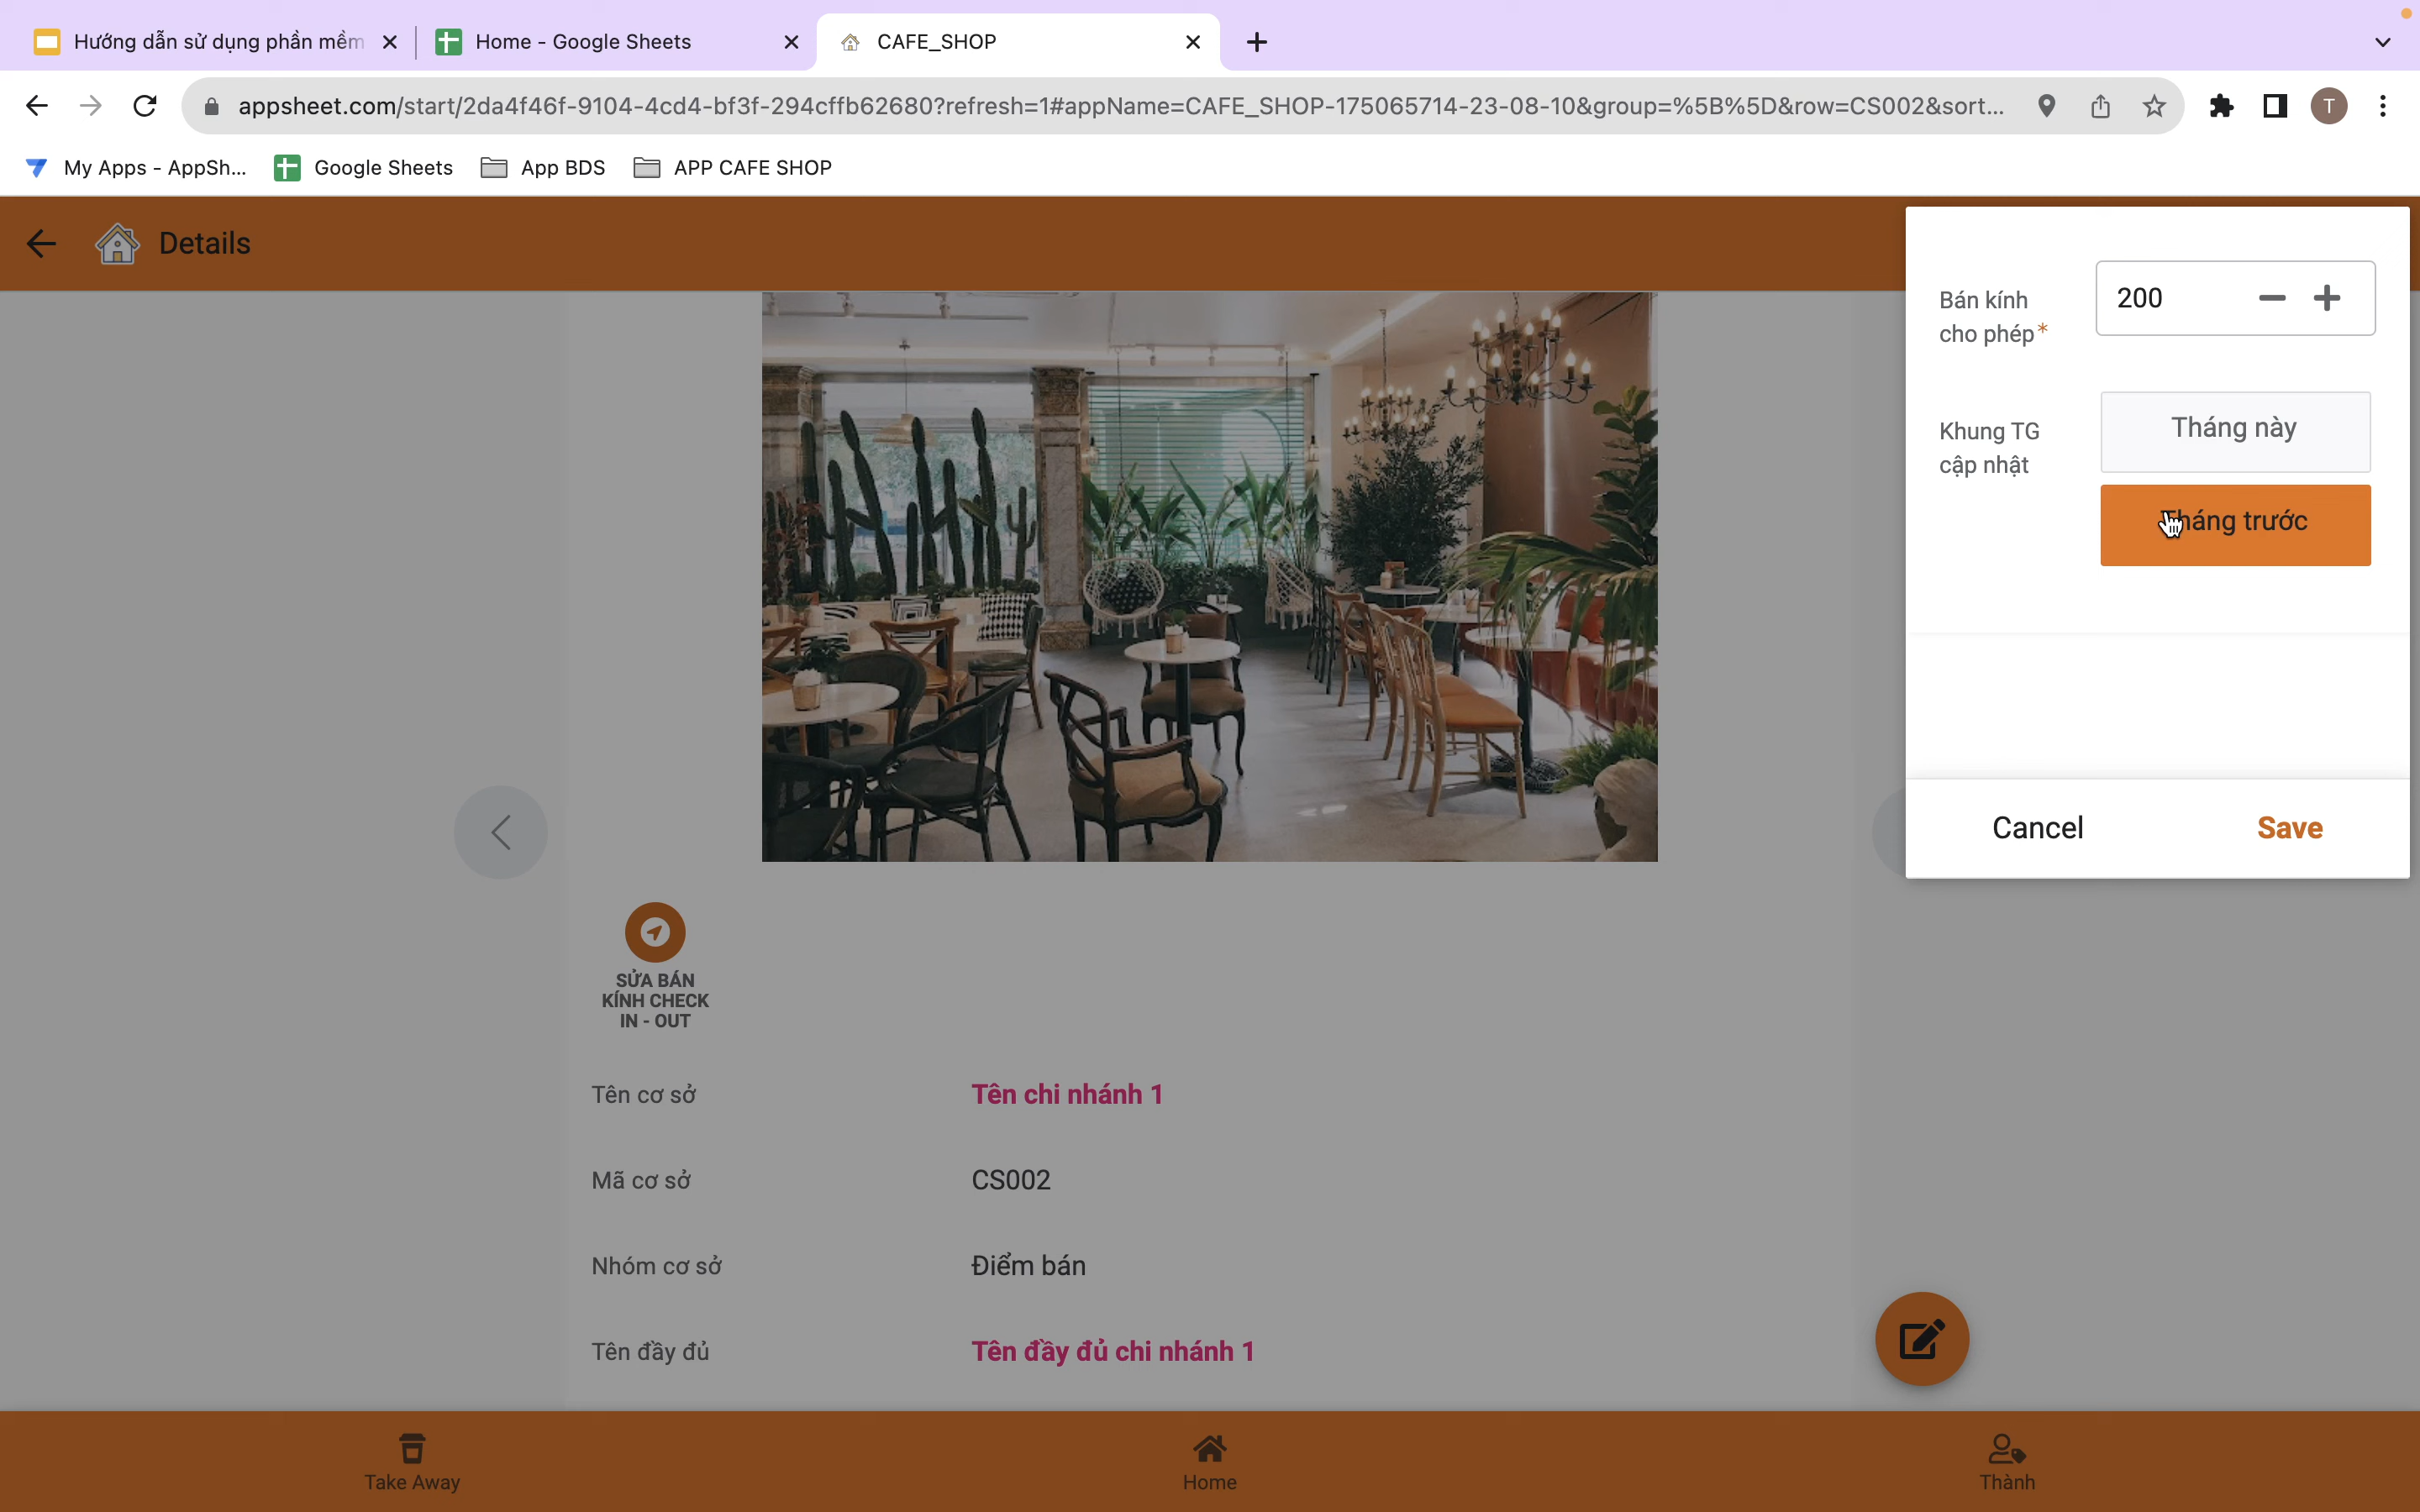 Hướng dẫn sử dụng phần mềm
Home - Google Sheets
CAFE_SHOP
appsheet.com/start/2da4f46f-9104-4cd4-bf3f-294cffb62680?refresh=1#appName=CAFE_SHOP-175065714-23-08-10&group=%5B%5D&row=CS002&sort...
T
My Apps - AppSh...
Google Sheets
App BDS
APP CAFE SHOP
Details
Bán kính
cho phép*
200
Khung TG
cập nhật
Tháng này
Tháng trước
Cancel
Save
SỬA BÁN
KÍNH CHECK
IN - OUT
Tên cơ sở
Tên chi nhánh 1
Mã cơ sở
CS002
Nhóm cơ sở
Điểm bán
Tên đầy đủ
Tên đầy đủ chi nhánh 1
Take Away
Home
Thành